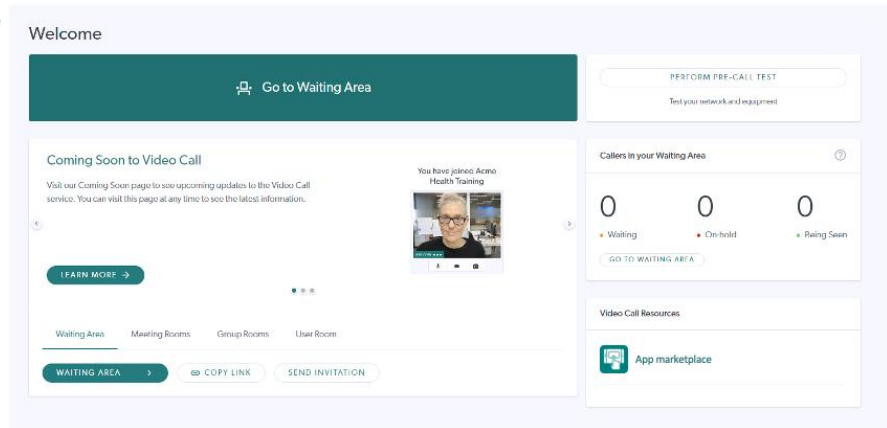 Welcome
Go to Waiting Area
PERFORM PRE-CALL TEST
Test your network and equipment
Coming Soon to Video Call
Visit our Coming Soon page to see upcoming updates to the Video Call
service. You can visit this page at any time to see the latest information.
LEARN MORE
You have joined Acme
Health Training
Callers in your Waiting Area
0
0
0
Waiting
On-hold
Being Seen
GO TO WAITING AREA
Waiting Area
Meeting Rooms
Group Rooms
User Room
WAITING AREA
COPY LINK
SEND INVITATION
Video Call Resources
App marketplace